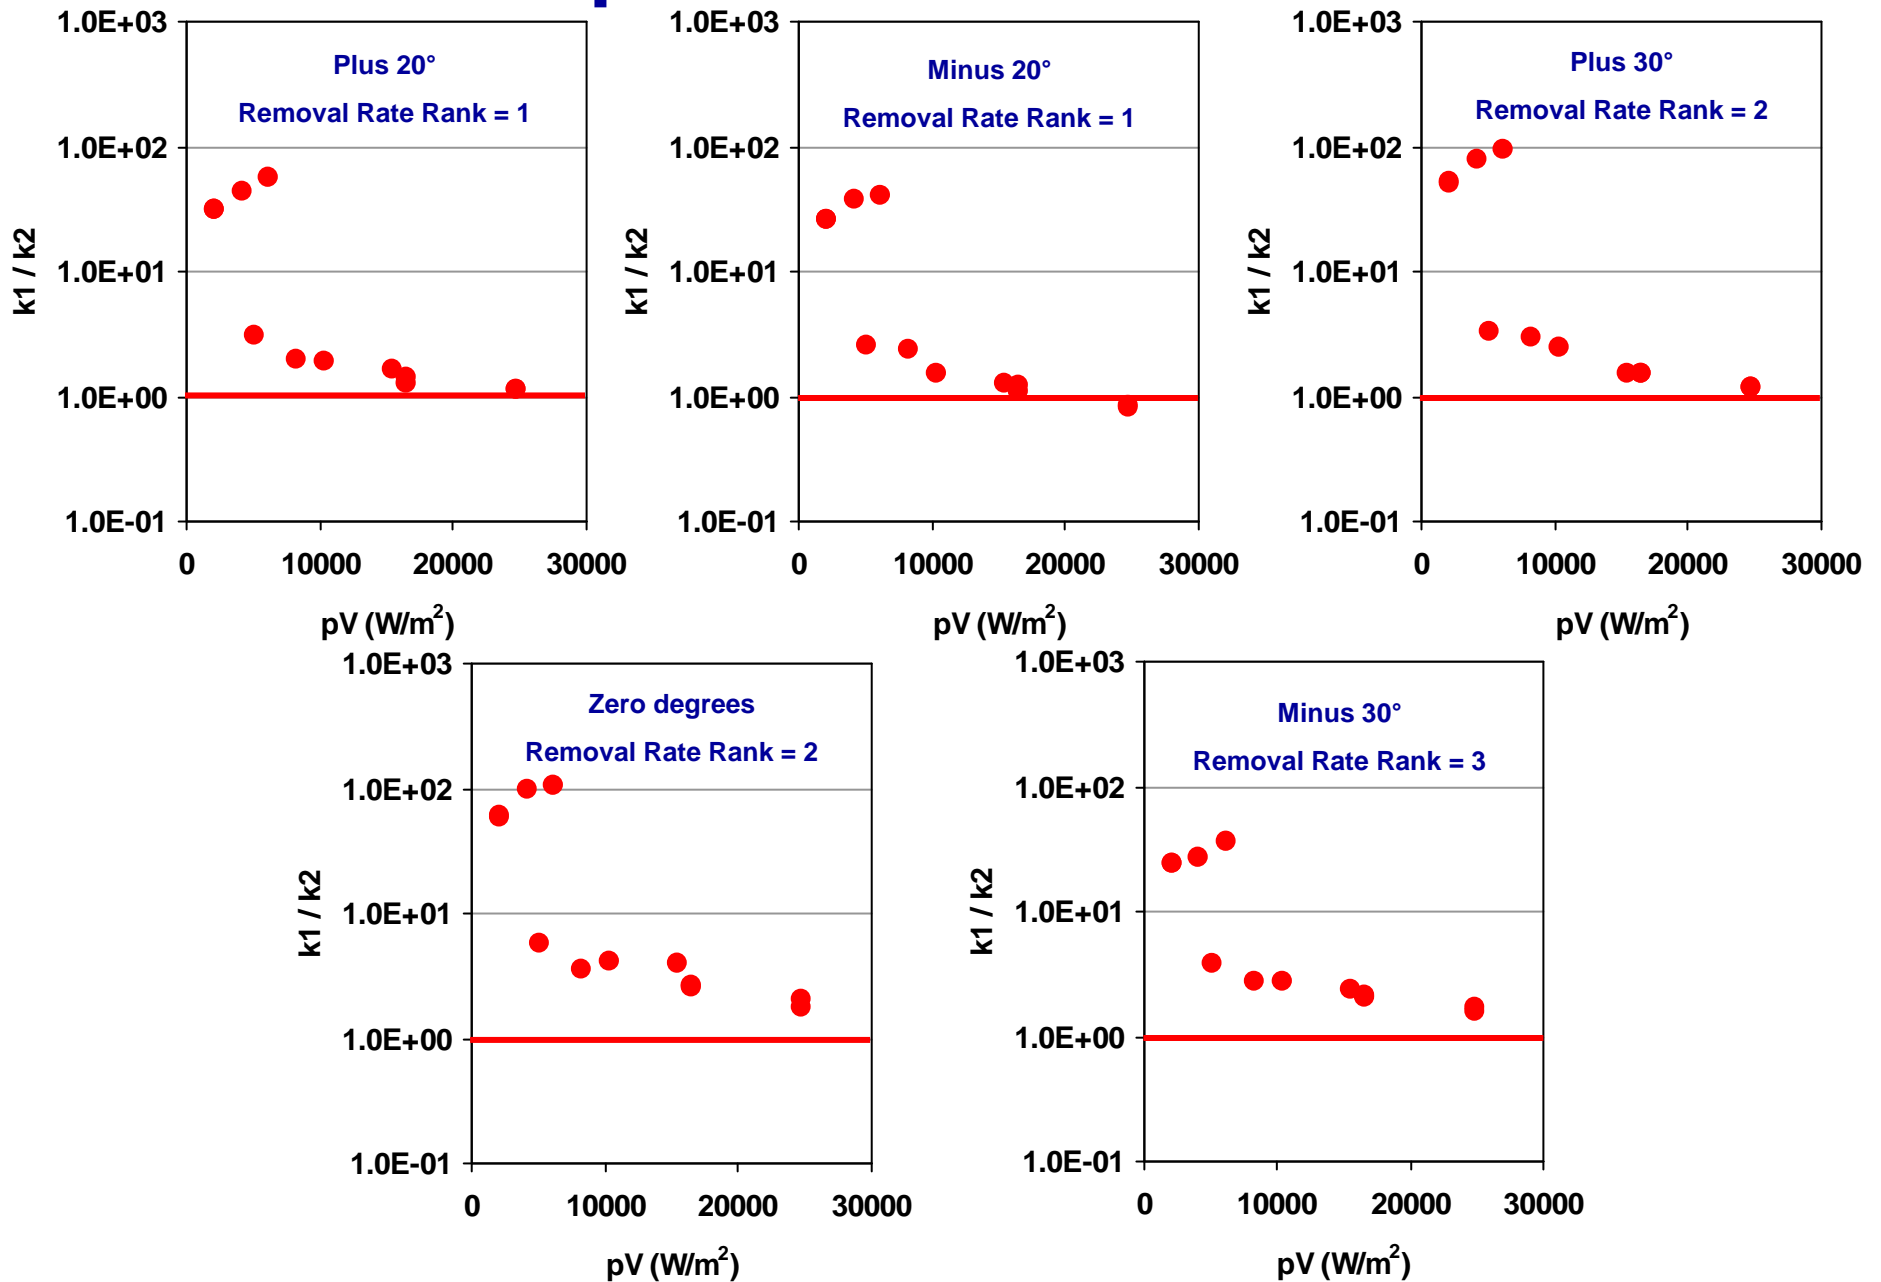 Plus 20°
Removal Rate Rank = 1
1.0E+03
1.0E+02
1.0E+01
1.0E+00
1.0E-01
k1 / k2
0 10000 20000 30000
pV (W/m²)
Minus 20°
Removal Rate Rank = 1
1.0E+03
1.0E+02
1.0E+01
1.0E+00
1.0E-01
k1 / k2
0 10000 20000 30000
pV (W/m²)
Plus 30°
Removal Rate Rank = 2
1.0E+03
1.0E+02
1.0E+01
1.0E+00
1.0E-01
k1 / k2
0 10000 20000 30000
pV (W/m²)
Zero degrees
Removal Rate Rank = 2
1.0E+03
1.0E+02
1.0E+01
1.0E+00
1.0E-01
k1 / k2
0 10000 20000 30000
pV (W/m²)
Minus 30°
Removal Rate Rank = 3
1.0E+03
1.0E+02
1.0E+01
1.0E+00
1.0E-01
k1 / k2
0 10000 20000 30000
pV (W/m²)